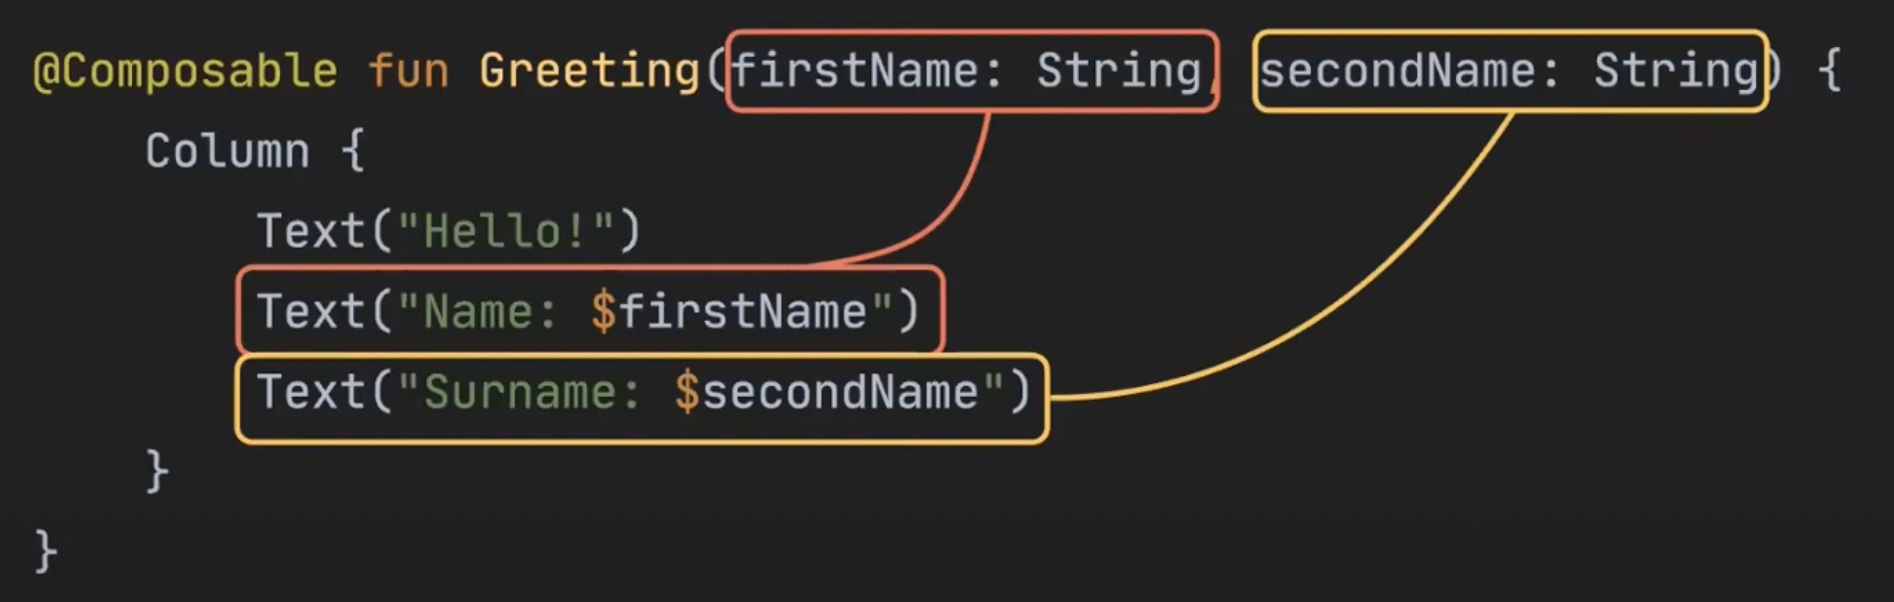 @Composable fun Greeting(firstName: String, secondName: String) {
    Column {
        Text("Hello!")
        Text("Name: $firstName")
        Text("Surname: $secondName")
    }
}